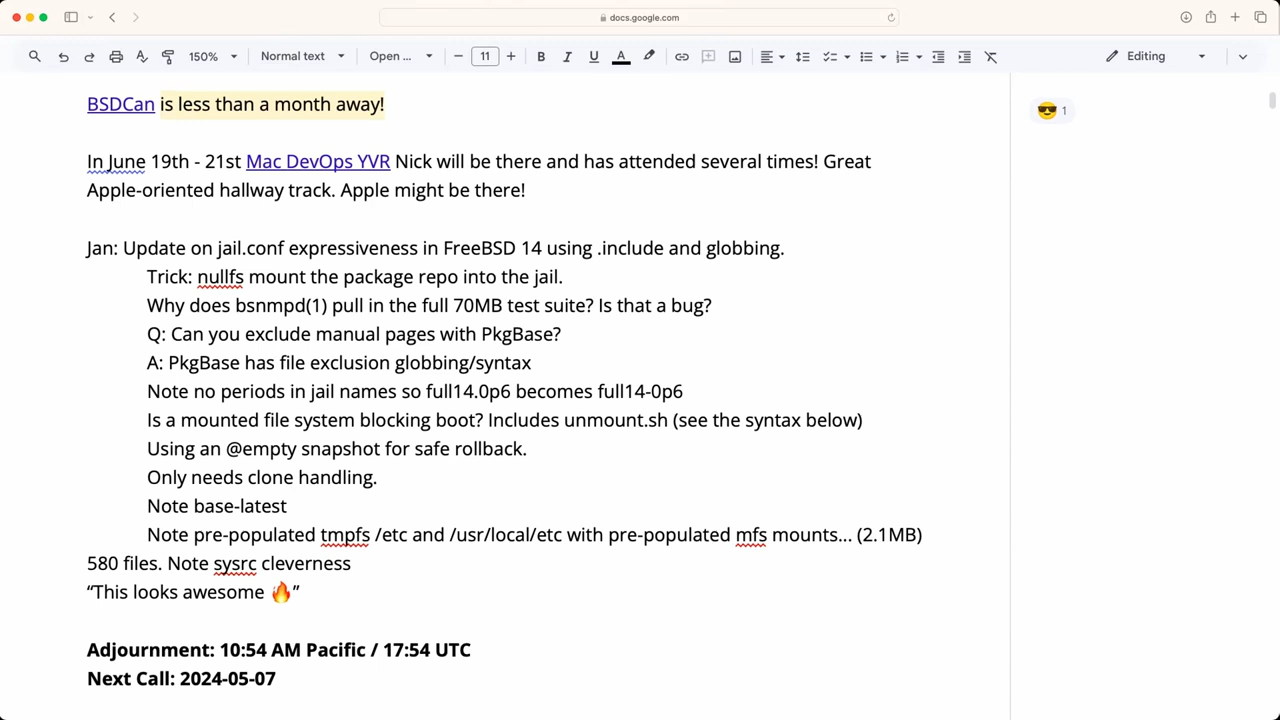 docs.google.com
150%
Normal text
Open ...
11
Editing
BSDCan is less than a month away!
😎 1
In June 19th - 21st Mac DevOps YVR Nick will be there and has attended several times! Great
Apple-oriented hallway track. Apple might be there!
Jan: Update on jail.conf expressiveness in FreeBSD 14 using .include and globbing.
Trick: nullfs mount the package repo into the jail.
Why does bsnmpd(1) pull in the full 70MB test suite? Is that a bug?
Q: Can you exclude manual pages with PkgBase?
A: PkgBase has file exclusion globbing/syntax
Note no periods in jail names so full14.0p6 becomes full14-0p6
Is a mounted file system blocking boot? Includes unmount.sh (see the syntax below)
Using an @empty snapshot for safe rollback.
Only needs clone handling.
Note base-latest
Note pre-populated tmpfs /etc and /usr/local/etc with pre-populated mfs mounts... (2.1MB)
580 files. Note sysrc cleverness
“This looks awesome 🔥”
Adjournment: 10:54 AM Pacific / 17:54 UTC
Next Call: 2024-05-07